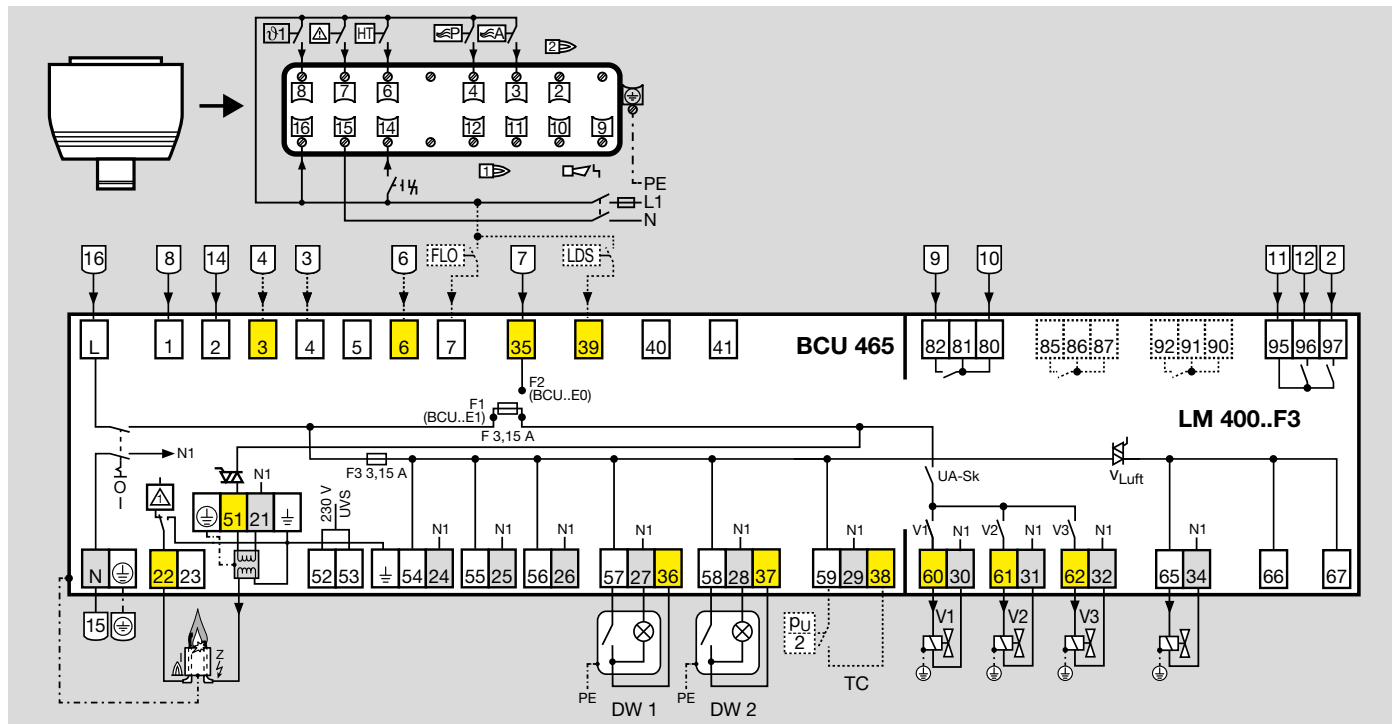 ϑ1 HT P A
2
8 7 6 4 3 2
16 15 14 12 11 10 9
1
PE
L1
N
16 8 14 4 3 6 FLO 7 LDS 9 10 11 12 2
L 1 2 3 4 5 6 7 35 39 40 41 BCU 465 82 81 80 85 86 87 92 91 90 95 96 97
F2
(BCU..E0)
F1
(BCU..E1)
F 3,15 A
LM 400..F3
N1
F3 3,15 A
UA-Sk
VLuft
O
I
N1
230 V
UVS
N1 N1 N1 N1 N1 N1 V1 N1 V2 N1 V3 N1 N1
N 22 23 51 21 52 53 54 24 55 25 56 26 57 27 36 58 28 37 59 29 38 60 30 61 31 62 32 65 34 66 67
15
I Z
pU
2
V1 V2 V3
PE DW 1 PE DW 2 TC